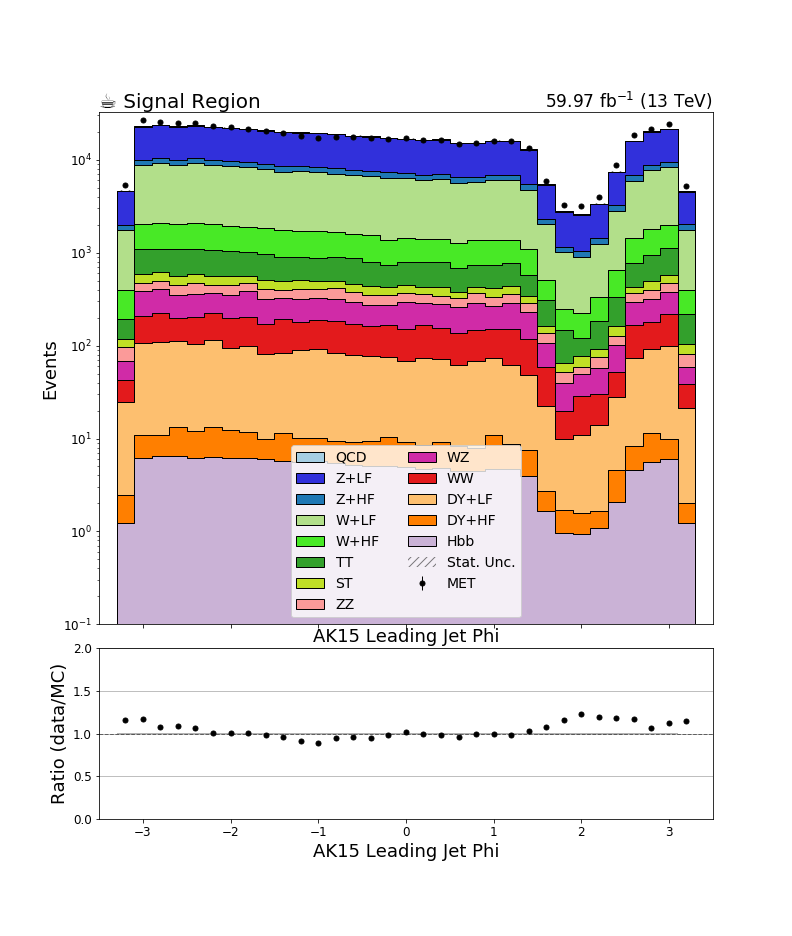 ☕ Signal Region 59.97 fb⁻¹ (13 TeV)
10⁴
10³
10²
10¹
10⁰
10⁻¹
Events
QCD WZ
Z+LF WW
Z+HF DY+LF
W+LF DY+HF
W+HF Hbb
TT Stat. Unc.
ST MET
ZZ
AK15 Leading Jet Phi
2.0
1.5
1.0
0.5
0.0
Ratio (data/MC)
−3 −2 −1 0 1 2 3
AK15 Leading Jet Phi